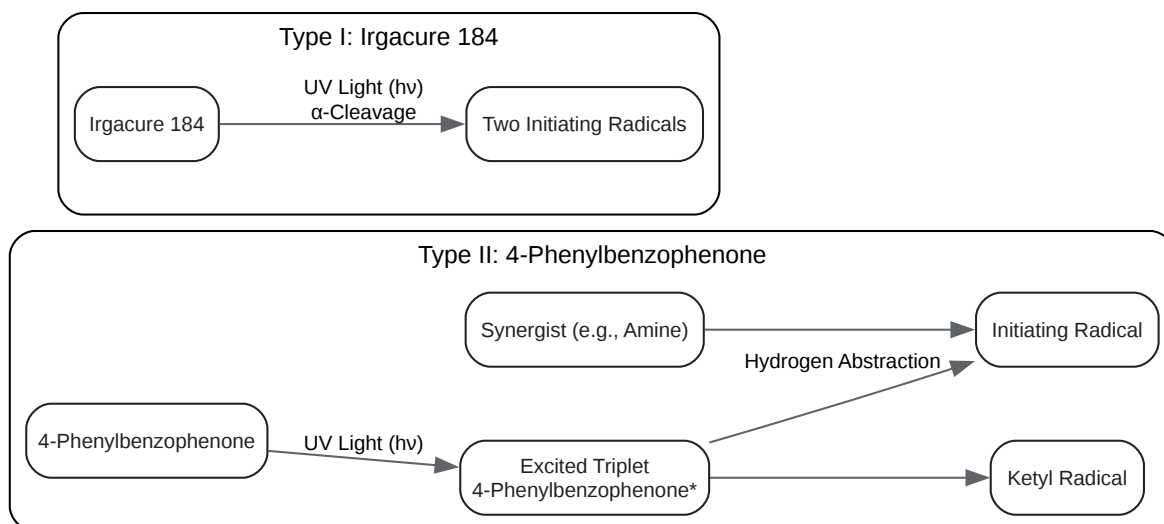 Type I: Irgacure 184
UV Light (hν)
α-Cleavage
Irgacure 184
Two Initiating Radicals
Type II: 4-Phenylbenzophenone
Synergist (e.g., Amine)
Initiating Radical
Hydrogen Abstraction
4-Phenylbenzophenone
UV Light (hν)
Excited Triplet
4-Phenylbenzophenone*
Ketyl Radical